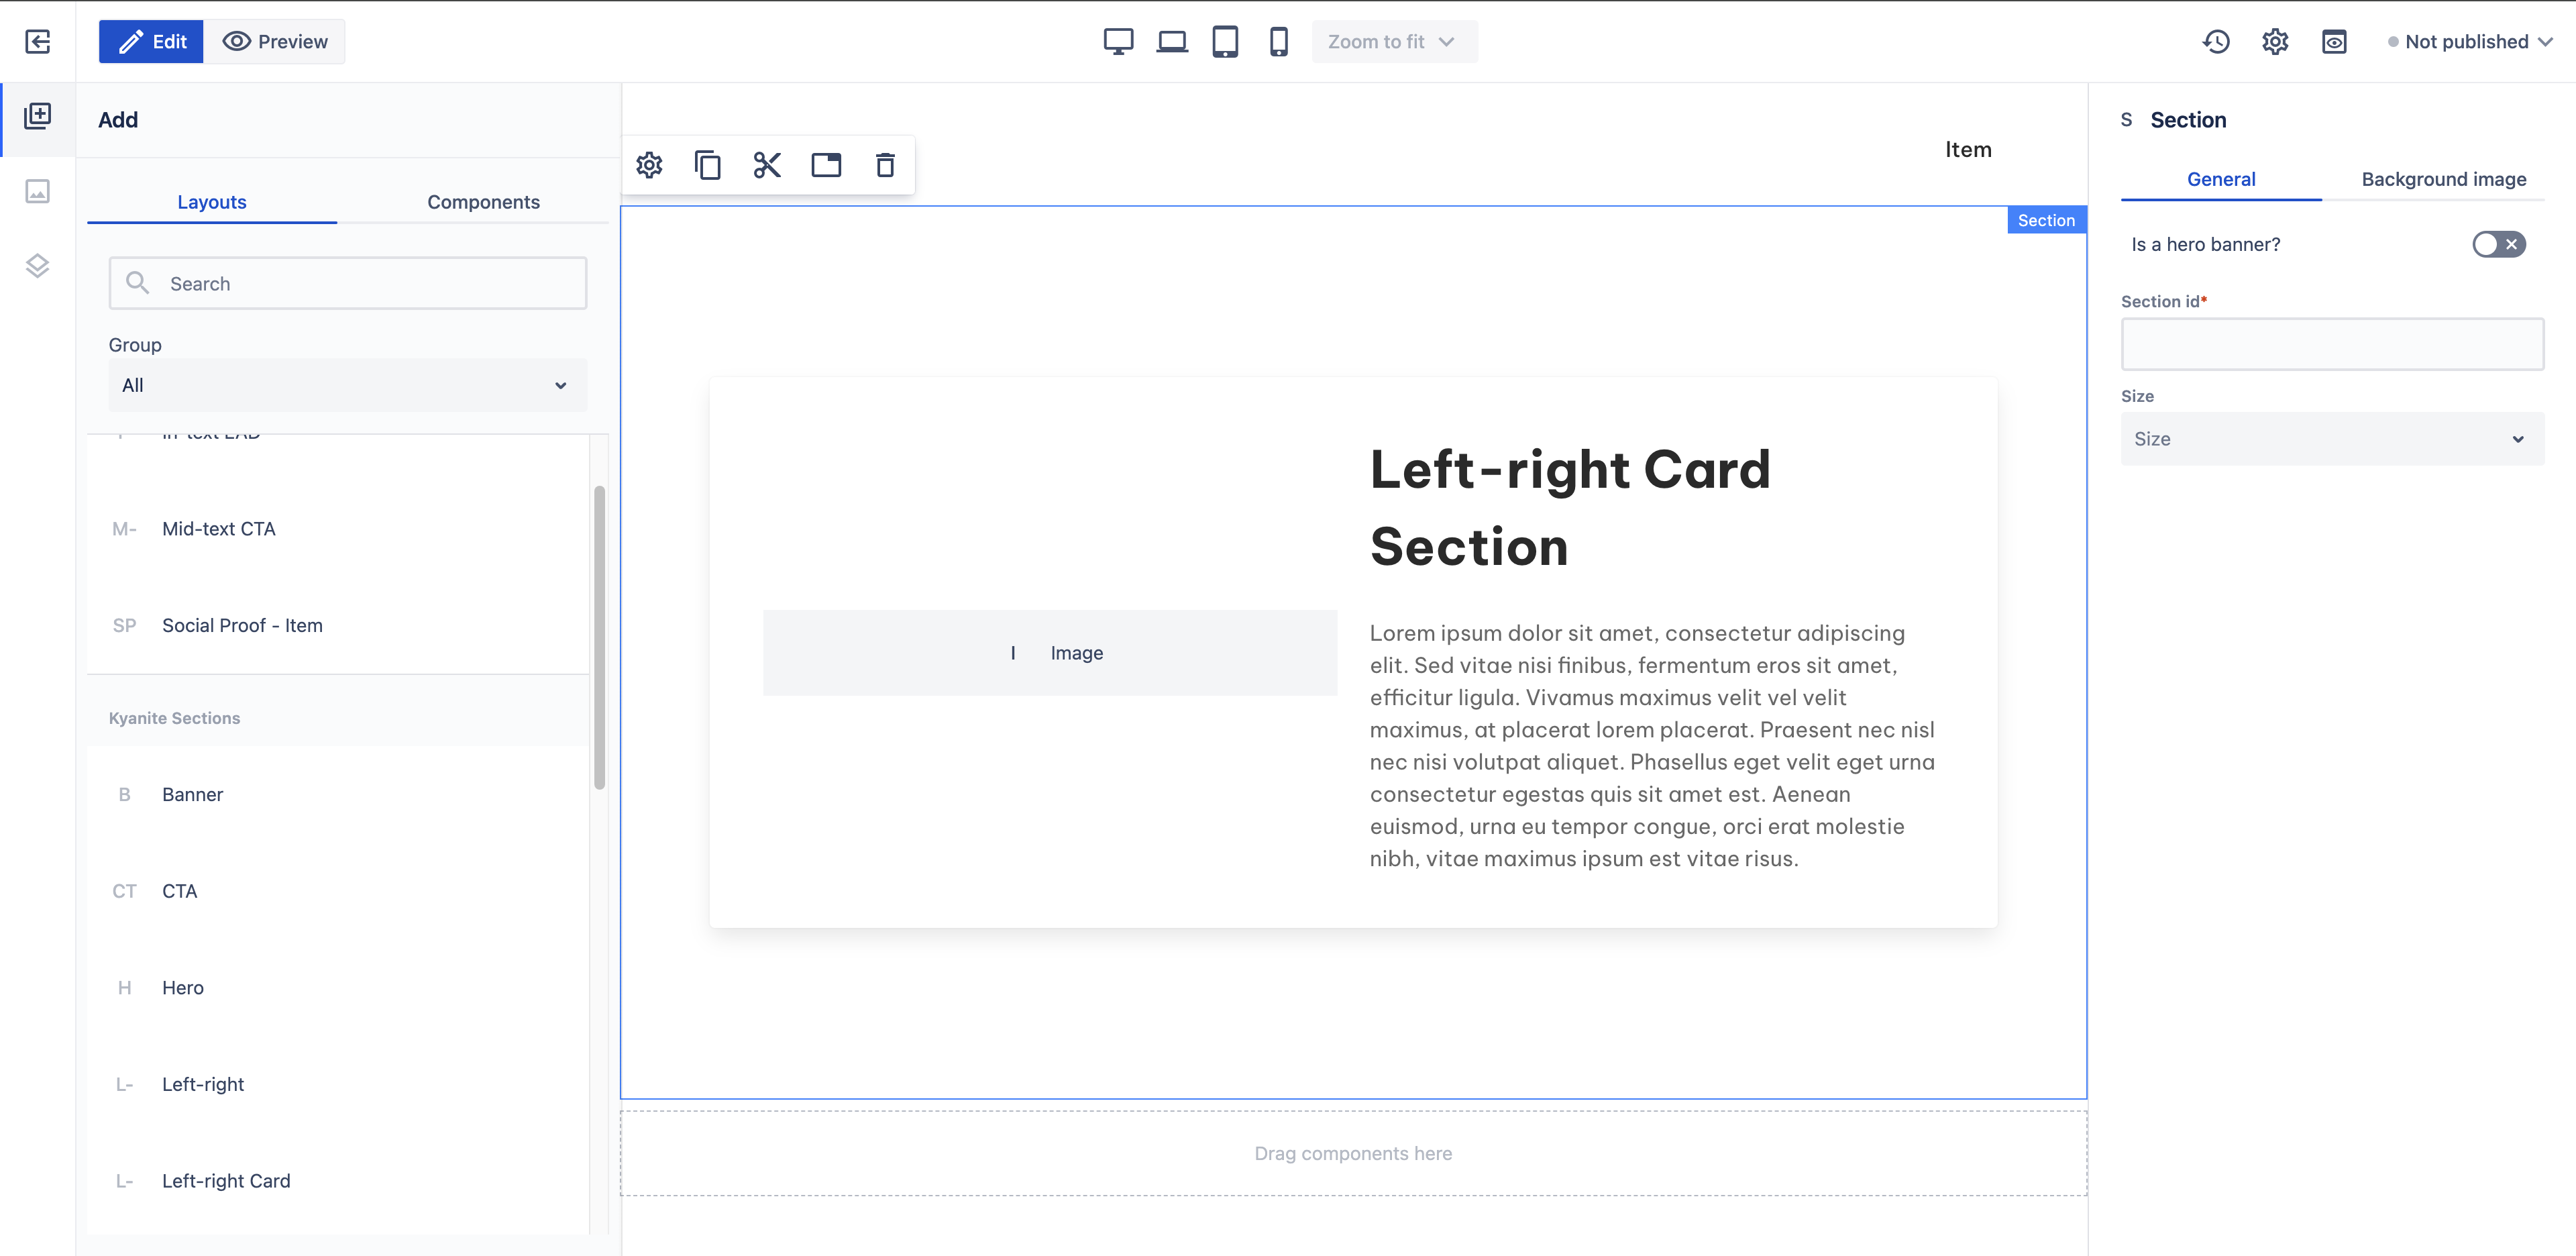 Edit
Preview
Zoom to fit
Not published
Add
Layouts
Components
Search
Group
All
In-text LAD
M- Mid-text CTA
SP Social Proof - Item
Kyanite Sections
B Banner
CT CTA
H Hero
L- Left-right
L- Left-right Card
Item
Section
Left-right Card
Section
I Image
Lorem ipsum dolor sit amet, consectetur adipiscing
elit. Sed vitae nisi finibus, fermentum eros sit amet,
efficitur ligula. Vivamus maximus velit vel velit
maximus, at placerat lorem placerat. Praesent nec nisl
nec nisi volutpat aliquet. Phasellus eget velit eget urna
consectetur egestas quis sit amet est. Aenean
euismod, urna eu tempor congue, orci erat molestie
nibh, vitae maximus ipsum est vitae risus.
Drag components here
S Section
General
Background image
Is a hero banner?
Section id*
Size
Size